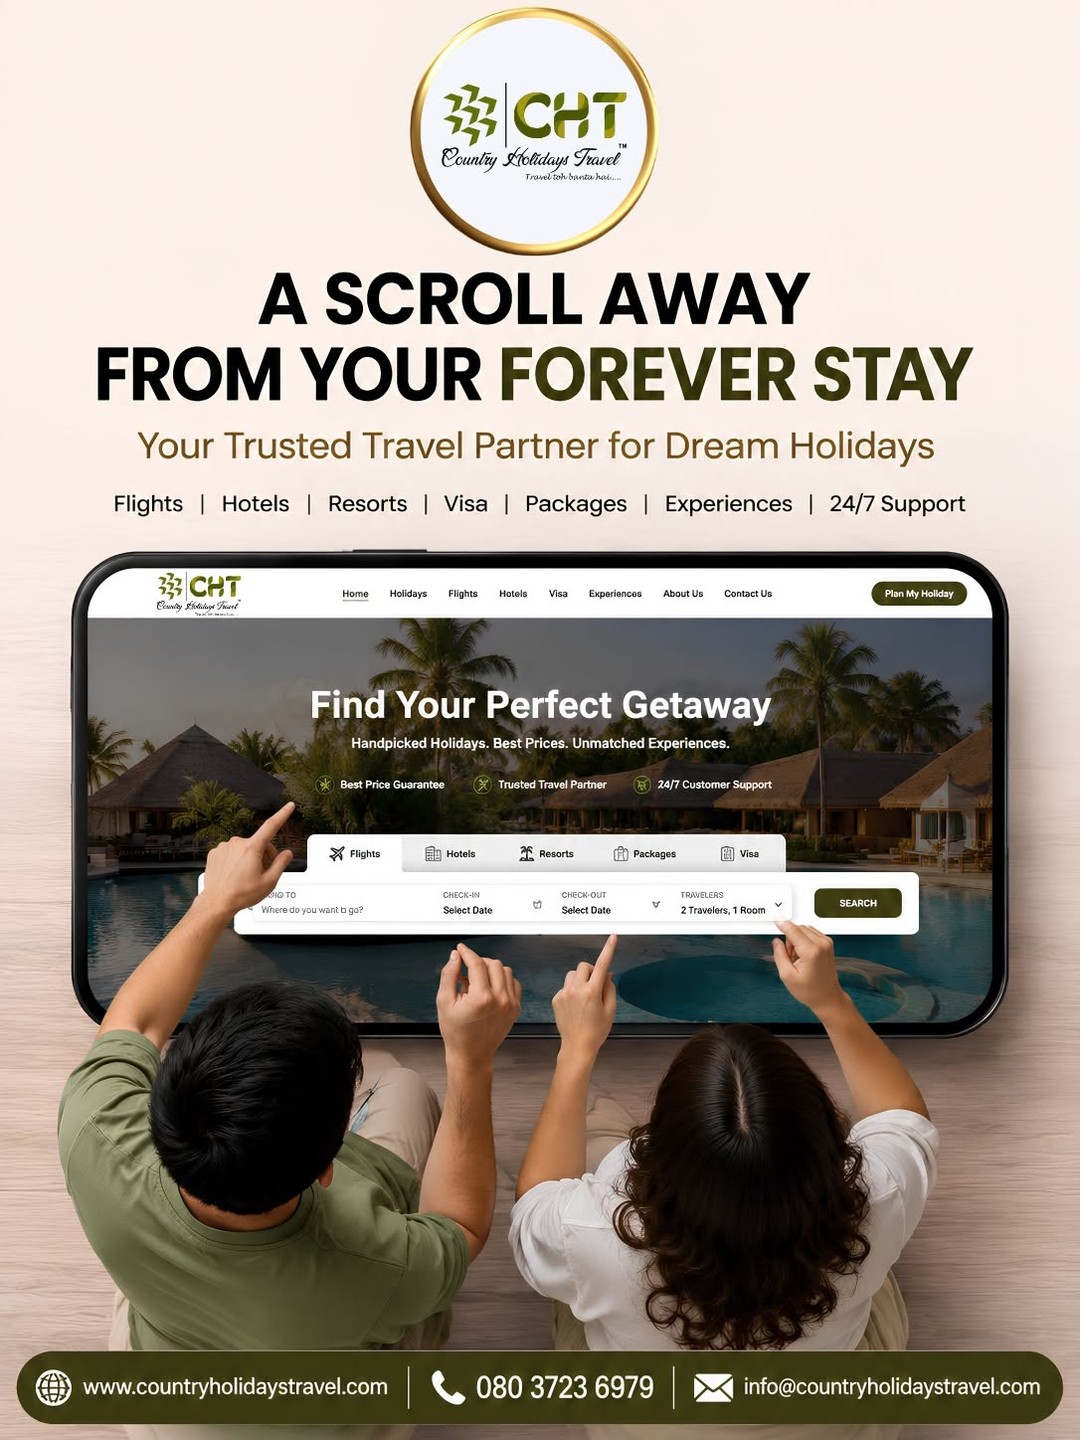 CHT
Country Holidays Travel™
Travel toh banta hai.....
A SCROLL AWAY
FROM YOUR FOREVER STAY
Your Trusted Travel Partner for Dream Holidays
Flights | Hotels | Resorts | Visa | Packages | Experiences | 24/7 Support
CHT
Country Holidays Travel
Home Holidays Flights Hotels Visa Experiences About Us Contact Us Plan My Holiday
Find Your Perfect Getaway
Handpicked Holidays. Best Prices. Unmatched Experiences.
Best Price Guarantee Trusted Travel Partner 24/7 Customer Support
Flights Hotels Resorts Packages Visa
TO CHECK-IN CHECK-OUT TRAVELERS
Where do you want to go? Select Date Select Date 2 Travelers, 1 Room SEARCH
www.countryholidaystravel.com | 080 3723 6979 | info@countryholidaystravel.com